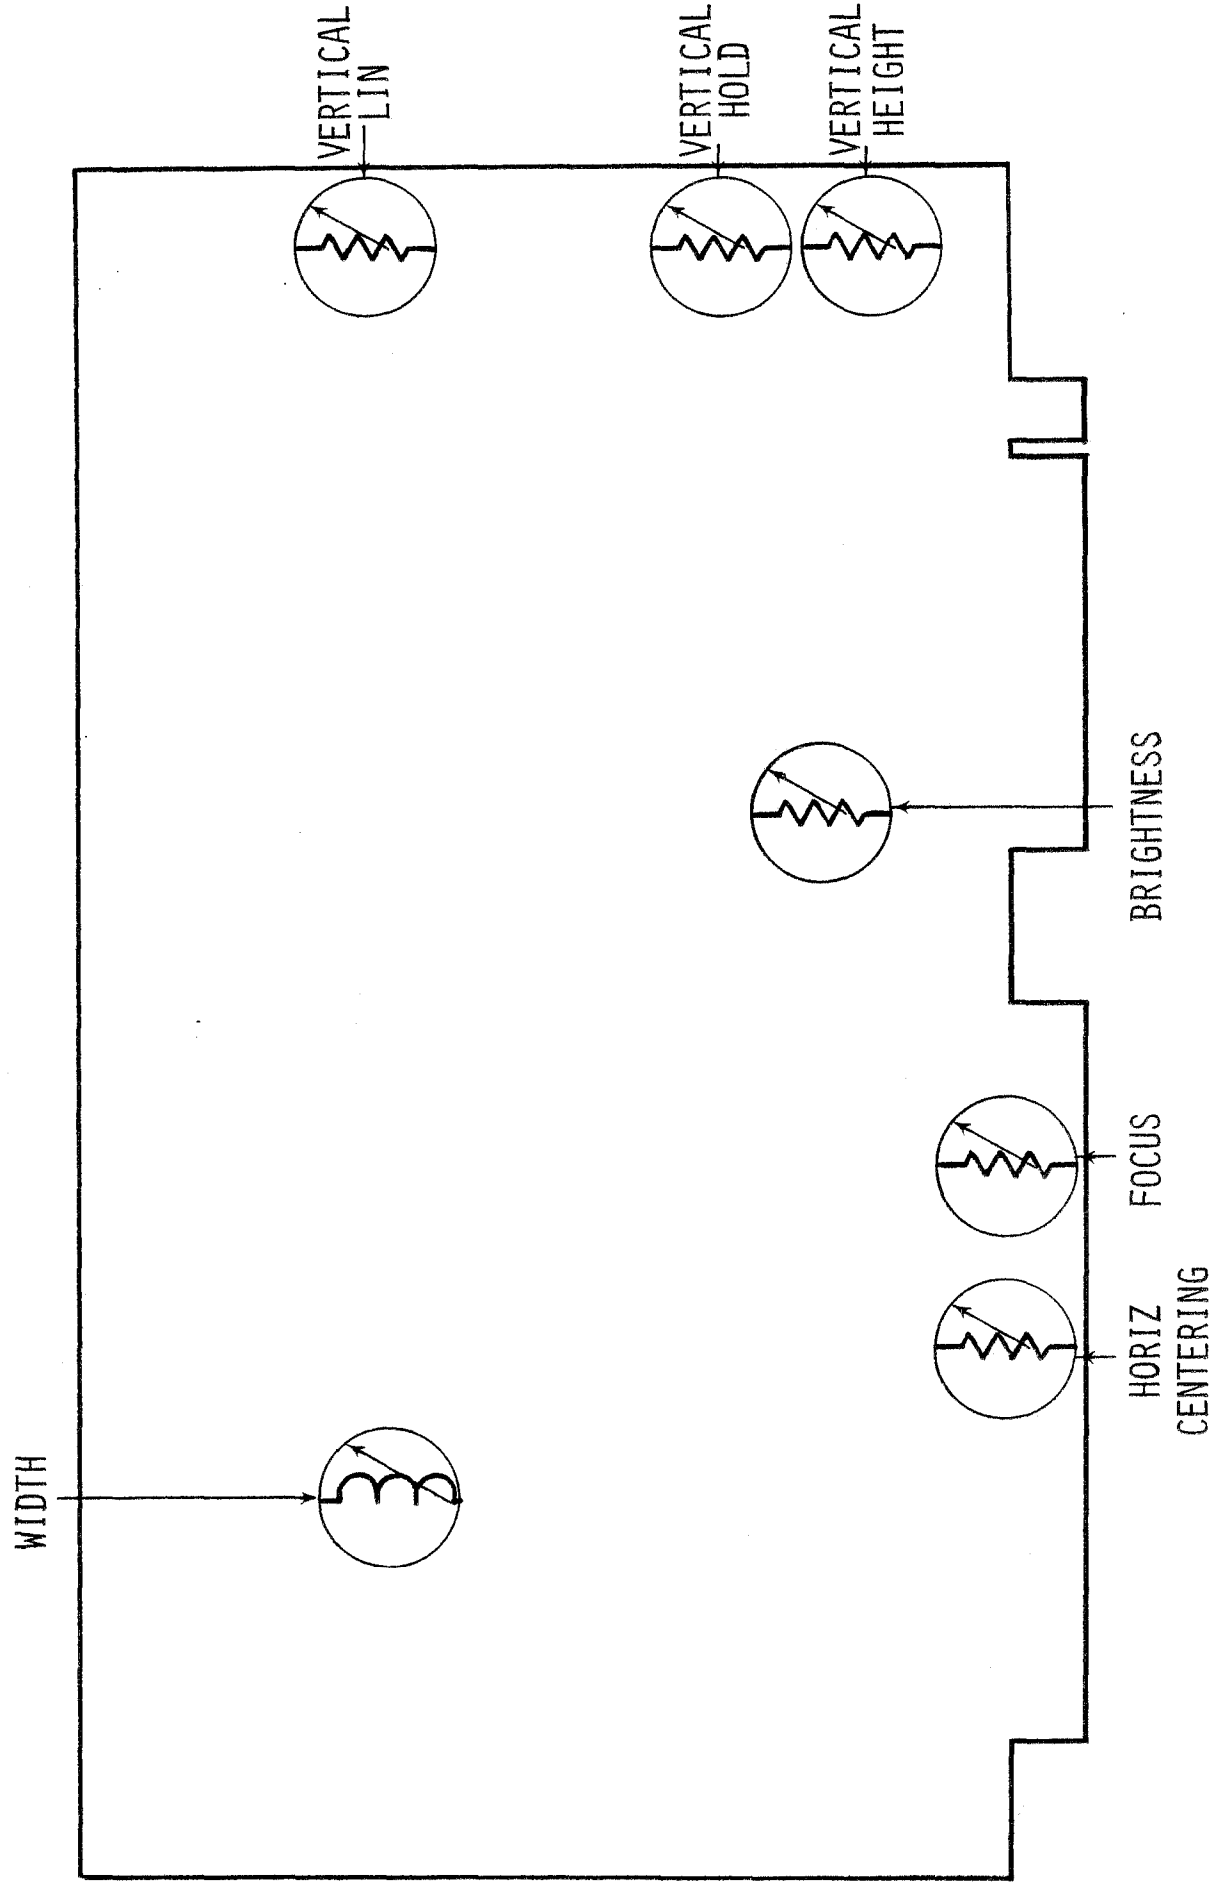 VERTICAL
LIN
VERTICAL
HOLD
VERTICAL
HEIGHT
BRIGHTNESS
FOCUS
HORIZ
CENTERING
WIDTH